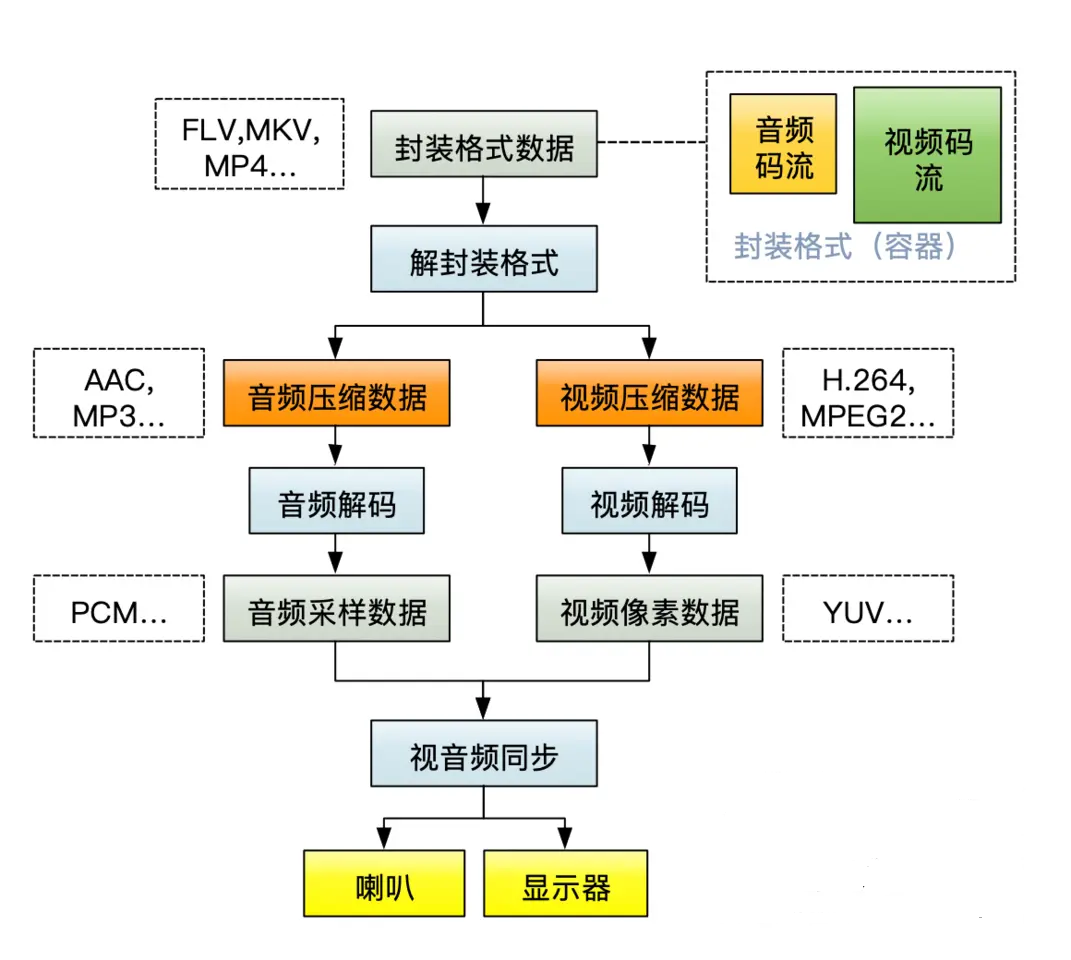 FLV,MKV,
MP4...
封装格式数据
音频
码流
视频码
流
封装格式（容器）
解封装格式
AAC,
MP3...
音频压缩数据
视频压缩数据
H.264,
MPEG2...
音频解码
视频解码
PCM...
音频采样数据
视频像素数据
YUV...
视音频同步
喇叭
显示器